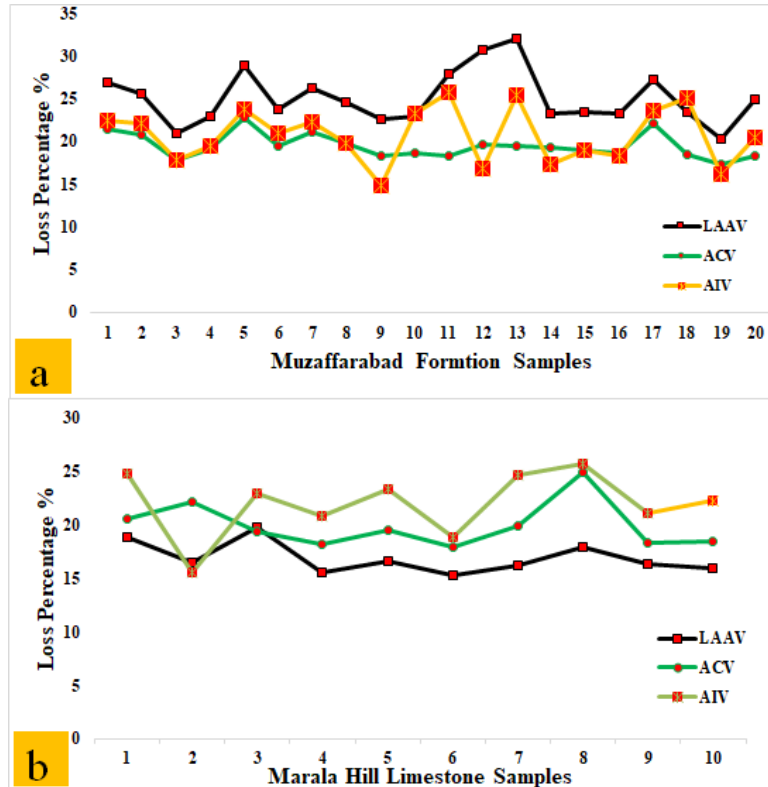 35
30
25
20
15
10
5
0
Loss Percentage %
LAAV
ACV
AIV
1 2 3 4 5 6 7 8 9 10 11 12 13 14 15 16 17 18 19 20
Muzaffarabad Formtion Samples
a
30
25
20
15
10
5
0
Loss Percentage %
LAAV
ACV
AIV
1 2 3 4 5 6 7 8 9 10
Marala Hill Limestone Samples
b